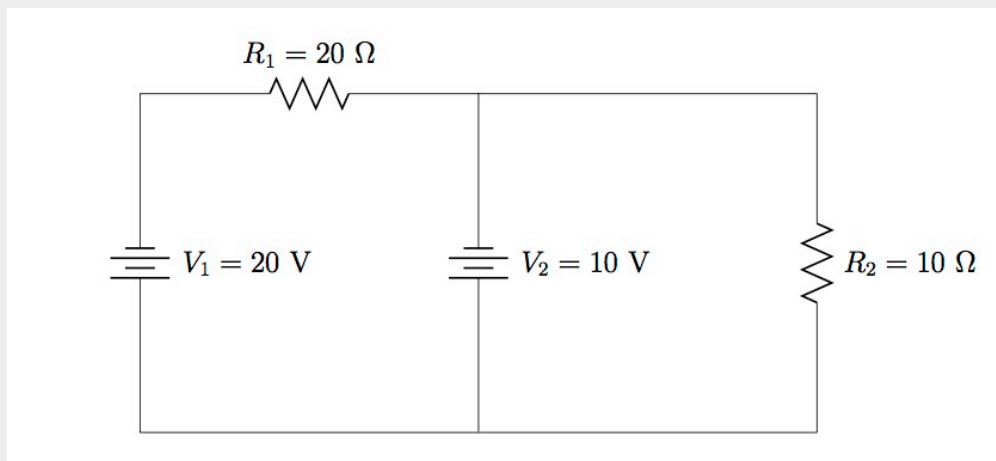 R₁ = 20 Ω
V₁ = 20 V
V₂ = 10 V
R₂ = 10 Ω